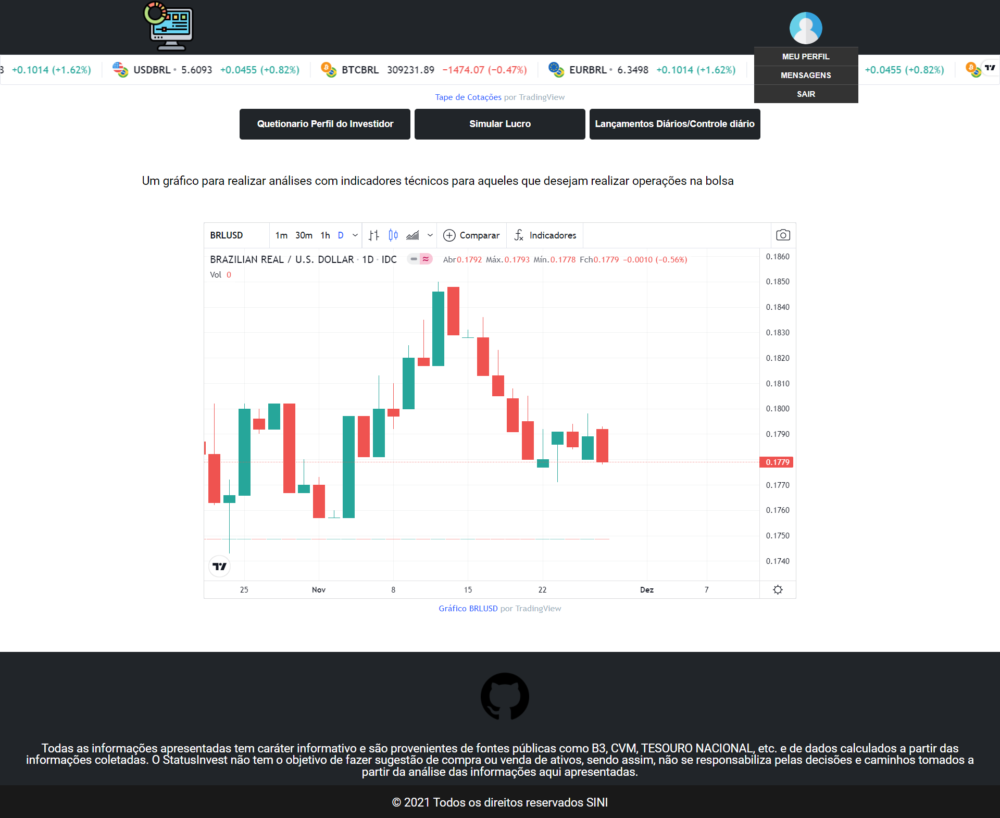 MEU PERFIL
MENSAGENS
SAIR
+0.1014 (+1.62%) USDBRL • 5.6093 +0.0455 (+0.82%) BTCBRL 309231.89 −1474.07 (−0.47%) EURBRL • 6.3498 +0.1014 (+1.62%) +0.0455 (+0.82%)
Tape de Cotações por TradingView
Quetionario Perfil do Investidor
Simular Lucro
Lançamentos Diários/Controle diário
Um gráfico para realizar análises com indicadores técnicos para aqueles que desejam realizar operações na bolsa
BRLUSD 1m 30m 1h D Comparar Indicadores
BRAZILIAN REAL / U.S. DOLLAR · 1D · IDC Abr0.1792 Máx.0.1793 Mín.0.1778 Fch0.1779 −0.0010 (−0.56%)
Vol 0
0.1860
0.1850
0.1840
0.1830
0.1820
0.1810
0.1800
0.1790
0.1779
0.1770
0.1760
0.1750
0.1740
25 Nov 8 15 22 Dez 7
Gráfico BRLUSD por TradingView
Todas as informações apresentadas tem caráter informativo e são provenientes de fontes públicas como B3, CVM, TESOURO NACIONAL, etc. e de dados calculados a partir das
informações coletadas. O StatusInvest não tem o objetivo de fazer sugestão de compra ou venda de ativos, sendo assim, não se responsabiliza pelas decisões e caminhos tomados a
partir da análise das informações aqui apresentadas.
© 2021 Todos os direitos reservados SINI